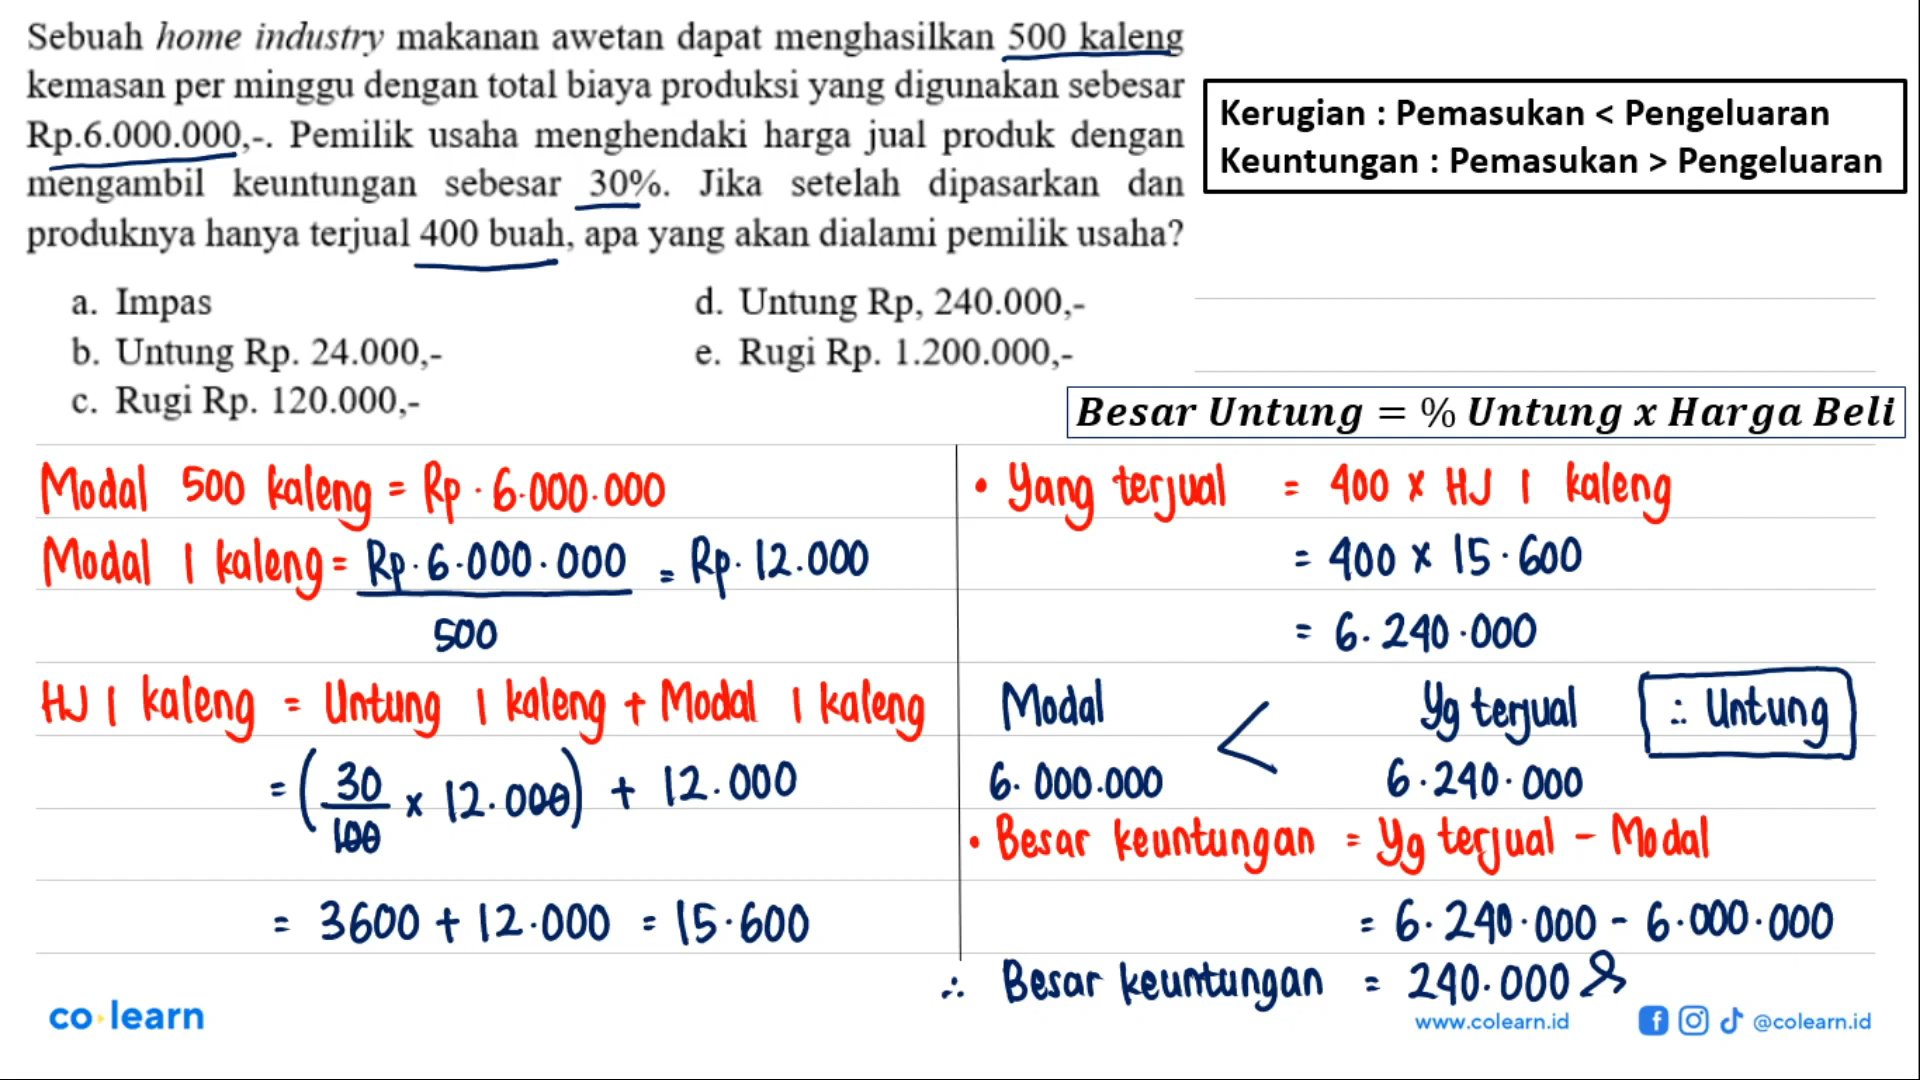 Sebuah home industry makanan awetan dapat menghasilkan 500 kaleng
kemasan per minggu dengan total biaya produksi yang digunakan sebesar
Rp.6.000.000,-. Pemilik usaha menghendaki harga jual produk dengan
mengambil keuntungan sebesar 30%. Jika setelah dipasarkan dan
produknya hanya terjual 400 buah, apa yang akan dialami pemilik usaha?
a. Impas
b. Untung Rp. 24.000,-
c. Rugi Rp. 120.000,-
d. Untung Rp, 240.000,-
e. Rugi Rp. 1.200.000,-
Kerugian : Pemasukan < Pengeluaran
Keuntungan : Pemasukan > Pengeluaran
Besar Untung = % Untung x Harga Beli
Modal 500 kaleng = Rp. 6.000.000
Modal 1 kaleng = Rp. 6.000.000 = Rp. 12.000
500
HJ 1 kaleng = Untung 1 kaleng + Modal 1 kaleng
= (30/100 x 12.000) + 12.000
= 3600 + 12.000 = 15.600
• Yang terjual = 400 x HJ 1 kaleng
= 400 x 15.600
= 6.240.000
Modal < Yg terjual ∴ Untung
6.000.000 6.240.000
• Besar keuntungan = Yg terjual - Modal
= 6.240.000 - 6.000.000
∴ Besar keuntungan = 240.000
co learn
www.colearn.id
@colearn.id